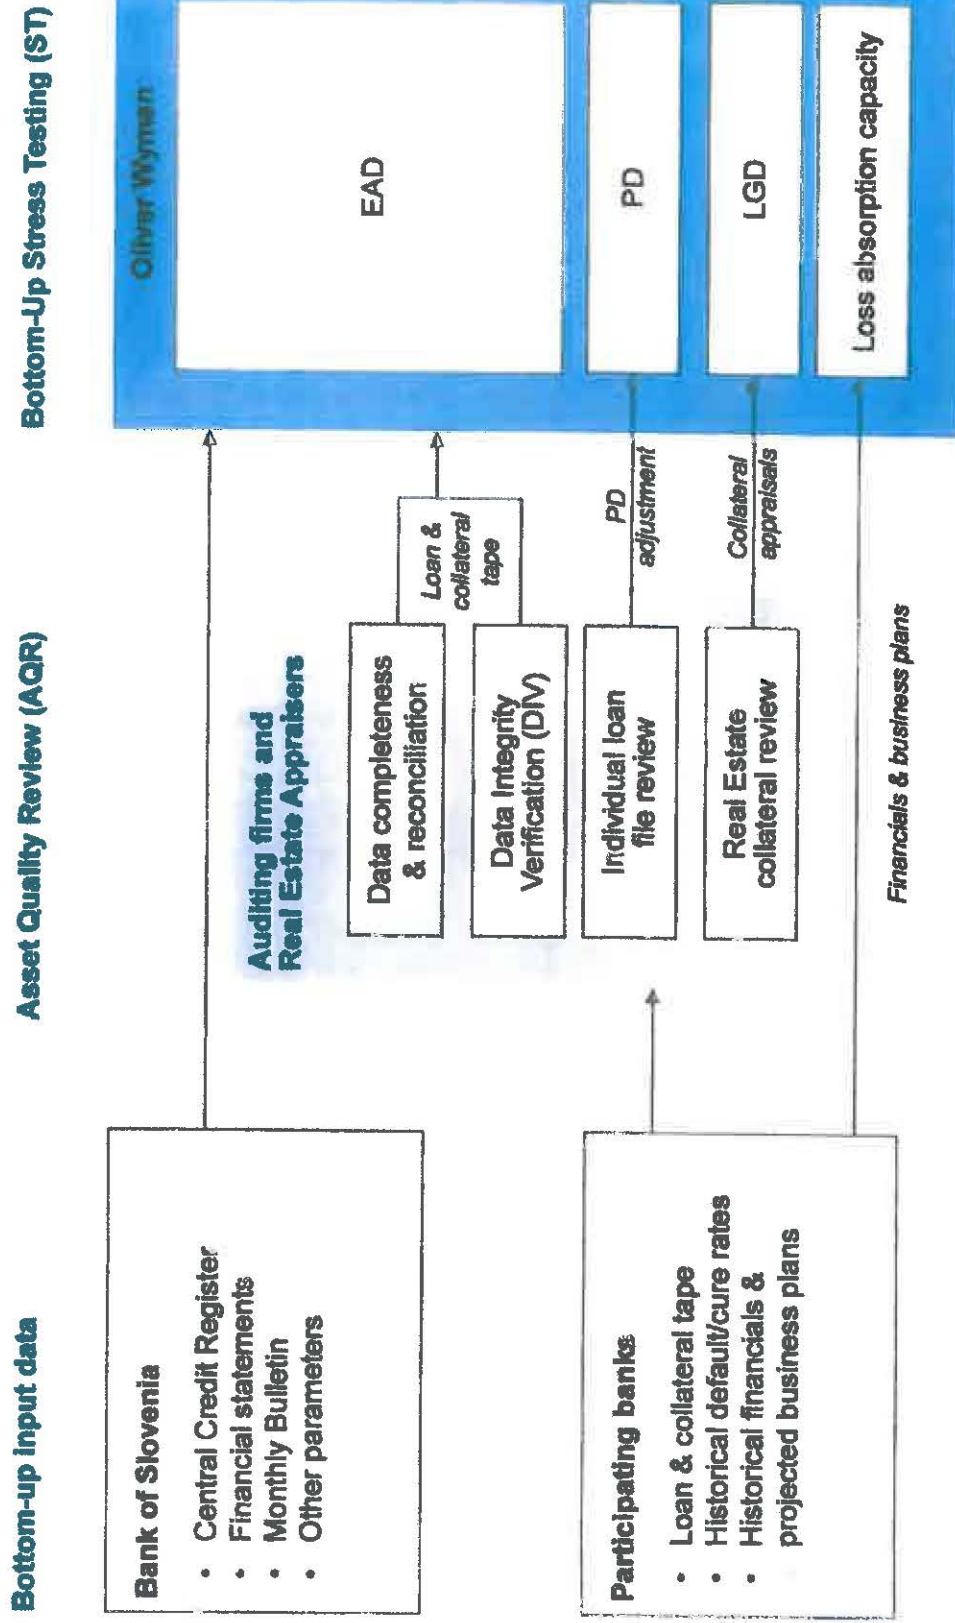 Bottom-up input data
Asset Quality Review (AQR)
Bottom-Up Stress Testing (ST)
Bank of Slovenia
• Central Credit Register
• Financial statements
• Monthly Bulletin
• Other parameters
Participating banks
• Loan & collateral tape
• Historical default/cure rates
• Historical financials &
projected business plans
Auditing firms and
Real Estate Appraisers
Data completeness
& reconciliation
Data Integrity
Verification (DIV)
Individual loan
file review
Real Estate
collateral review
Loan &
collateral
tape
PD
adjustment
Collateral
appraisals
Financials & business plans
Oliver Wyman
EAD
PD
LGD
Loss absorption capacity